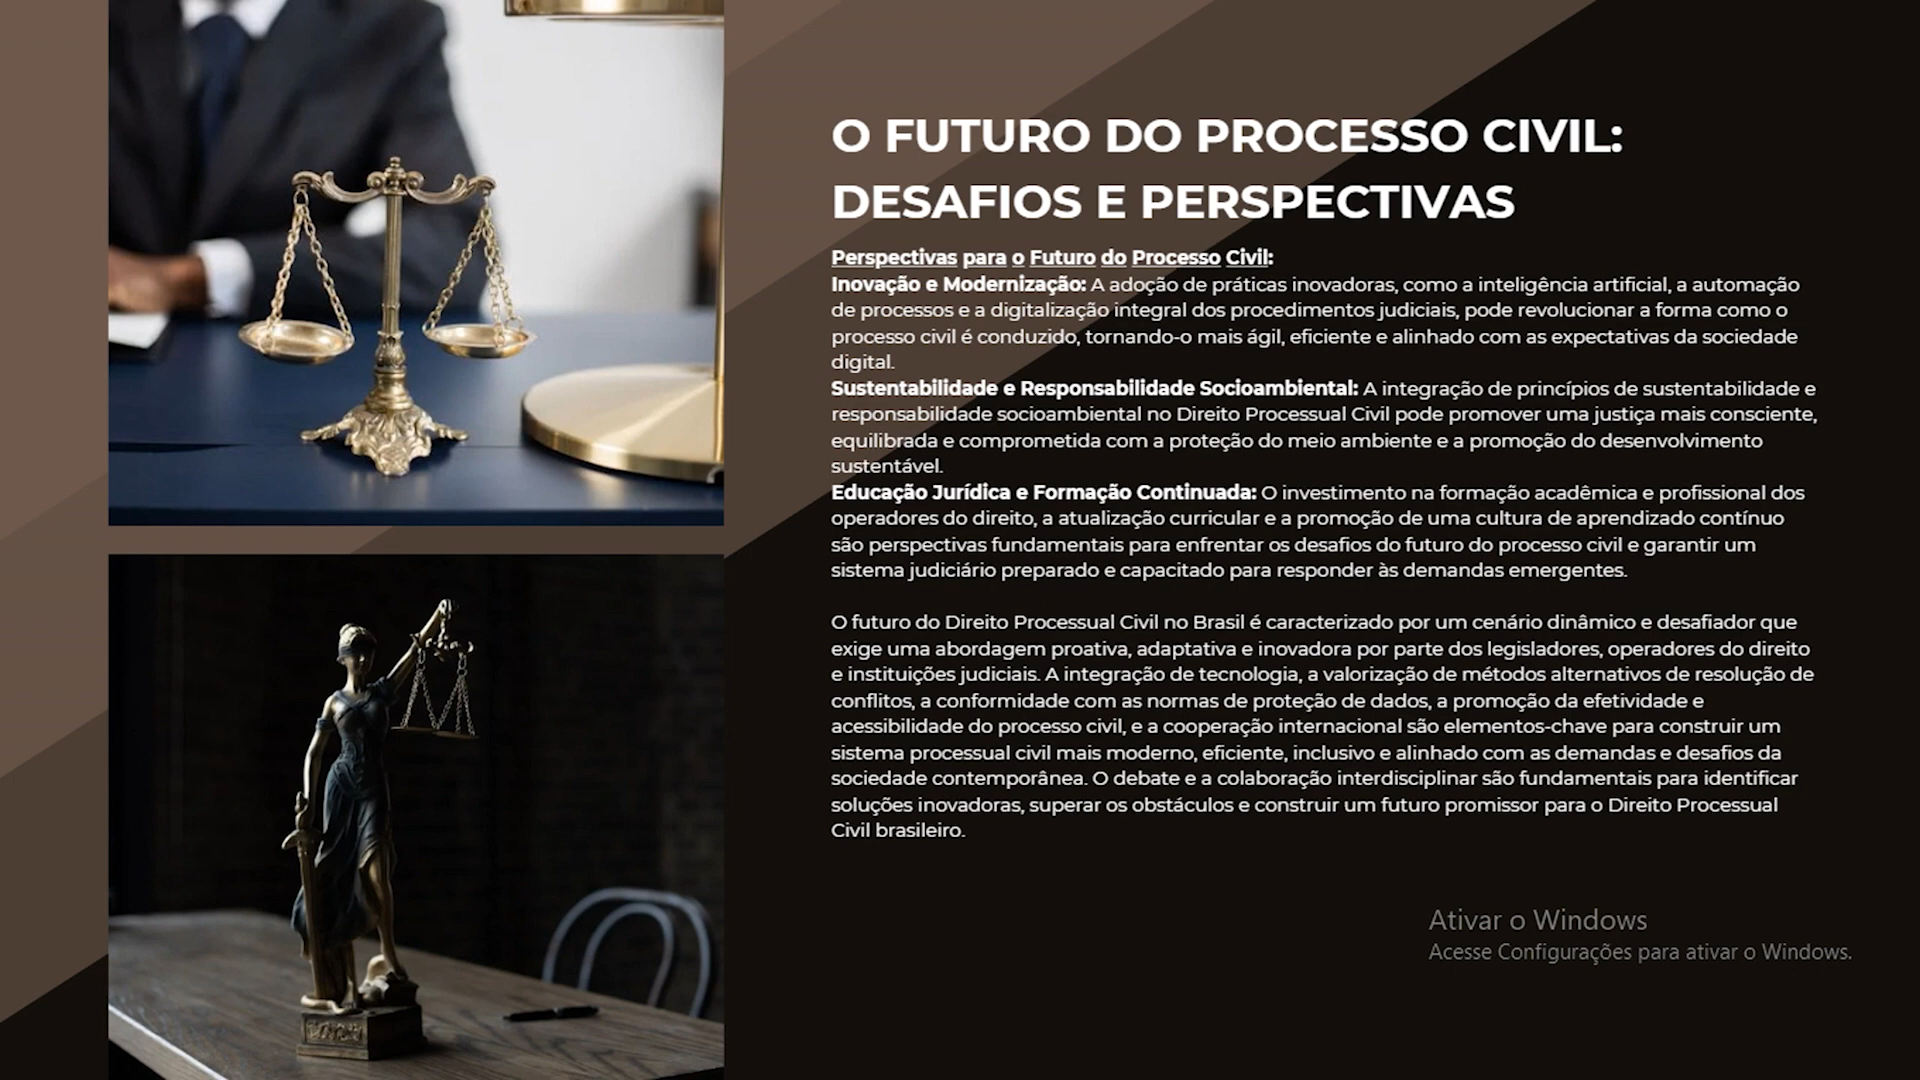 O FUTURO DO PROCESSO CIVIL:
DESAFIOS E PERSPECTIVAS
Perspectivas para o Futuro do Processo Civil:
Inovação e Modernização: A adoção de práticas inovadoras, como a inteligência artificial, a automação
de processos e a digitalização integral dos procedimentos judiciais, pode revolucionar a forma como o
processo civil é conduzido, tornando-o mais ágil, eficiente e alinhado com as expectativas da sociedade
digital.
Sustentabilidade e Responsabilidade Socioambiental: A integração de princípios de sustentabilidade e
responsabilidade socioambiental no Direito Processual Civil pode promover uma justiça mais consciente,
equilibrada e comprometida com a proteção do meio ambiente e a promoção do desenvolvimento
sustentável.
Educação Jurídica e Formação Continuada: O investimento na formação acadêmica e profissional dos
operadores do direito, a atualização curricular e a promoção de uma cultura de aprendizado contínuo
são perspectivas fundamentais para enfrentar os desafios do futuro do processo civil e garantir um
sistema judiciário preparado e capacitado para responder às demandas emergentes.
O futuro do Direito Processual Civil no Brasil é caracterizado por um cenário dinâmico e desafiador que
exige uma abordagem proativa, adaptativa e inovadora por parte dos legisladores, operadores do direito
e instituições judiciais. A integração de tecnologia, a valorização de métodos alternativos de resolução de
conflitos, a conformidade com as normas de proteção de dados, a promoção da efetividade e
acessibilidade do processo civil, e a cooperação internacional são elementos-chave para construir um
sistema processual civil mais moderno, eficiente, inclusivo e alinhado com as demandas e desafios da
sociedade contemporânea. O debate e a colaboração interdisciplinar são fundamentais para identificar
soluções inovadoras, superar os obstáculos e construir um futuro promissor para o Direito Processual
Civil brasileiro.
Ativar o Windows
Acesse Configurações para ativar o Windows.